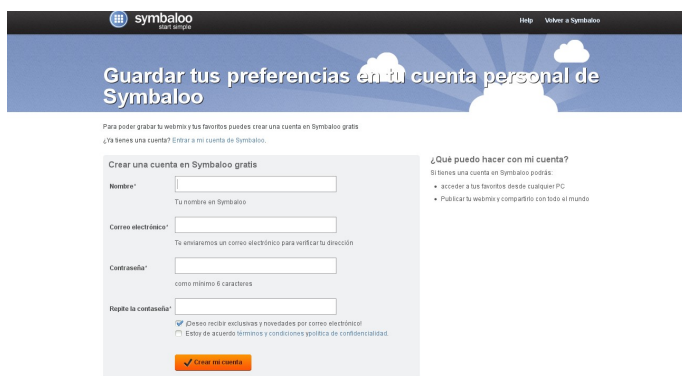 symbaloo
start simple
Help Volver a Symbaloo
Guardar tus preferencias en tu cuenta personal de
Symbaloo
Para poder grabar tu webmix y tus favoritos puedes crear una cuenta en Symbaloo gratis
¿Ya tienes una cuenta? Entrar a mi cuenta de Symbaloo.
Crear una cuenta en Symbaloo gratis
Nombre*
Tu nombre en Symbaloo
Correo electrónico*
Te enviaremos un correo electrónico para verificar tu dirección
Contraseña*
como mínimo 6 caracteres
Repite la contaseña*
¡Deseo recibir exclusivas y novedades por correo electrónico!
Estoy de acuerdo términos y condiciones ypolitica de confidencialidad.
Crear mi cuenta
¿Qué puedo hacer con mi cuenta?
Si tienes una cuenta en Symbaloo podrás:
• acceder a tus favoritos desde cualquier PC
• Publicar tu webmix y compartirlo con todo el mundo